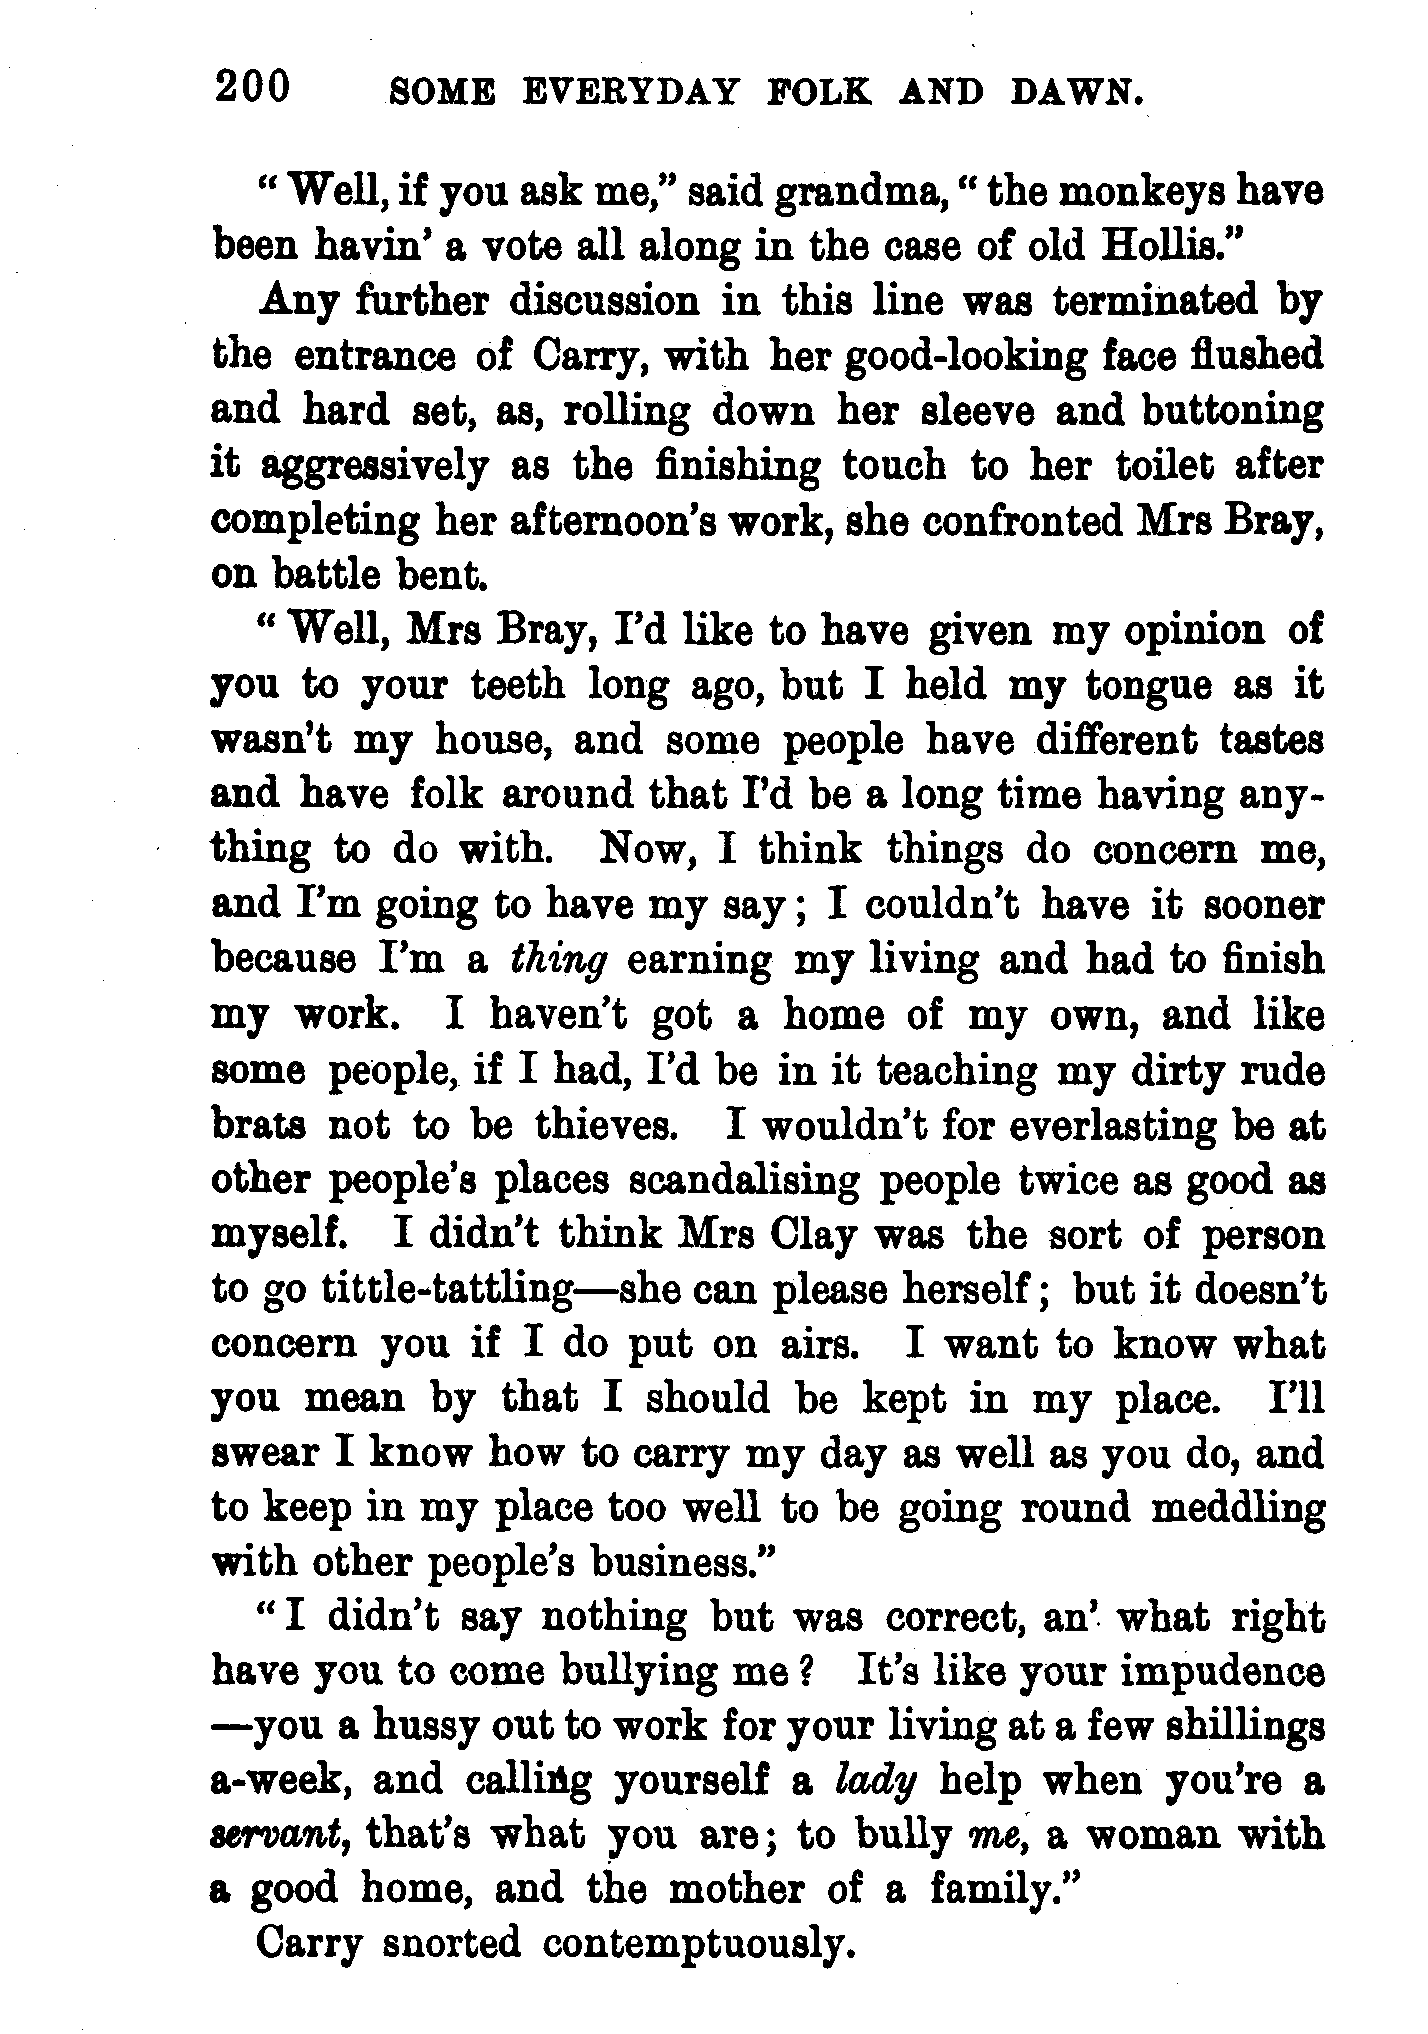 200 SOME EVERYDAY FOLK AND DAWN.
"Well, if you ask me," said grandma, "the monkeys have
been havin' a vote all along in the case of old Hollis."
Any further discussion in this line was terminated by
the entrance of Carry, with her good-looking face flushed
and hard set, as, rolling down her sleeve and buttoning
it aggressively as the finishing touch to her toilet after
completing her afternoon's work, she confronted Mrs Bray,
on battle bent.
"Well, Mrs Bray, I'd like to have given my opinion of
you to your teeth long ago, but I held my tongue as it
wasn't my house, and some people have different tastes
and have folk around that I'd be a long time having any-
thing to do with. Now, I think things do concern me,
and I'm going to have my say; I couldn't have it sooner
because I'm a thing earning my living and had to finish
my work. I haven't got a home of my own, and like
some people, if I had, I'd be in it teaching my dirty rude
brats not to be thieves. I wouldn't for everlasting be at
other people's places scandalising people twice as good as
myself. I didn't think Mrs Clay was the sort of person
to go tittle-tattling—she can please herself; but it doesn't
concern you if I do put on airs. I want to know what
you mean by that I should be kept in my place. I'll
swear I know how to carry my day as well as you do, and
to keep in my place too well to be going round meddling
with other people's business."
"I didn't say nothing but was correct, an' what right
have you to come bullying me? It's like your impudence
—you a hussy out to work for your living at a few shillings
a-week, and calling yourself a lady help when you're a
servant, that's what you are; to bully me, a woman with
a good home, and the mother of a family."
Carry snorted contemptuously.